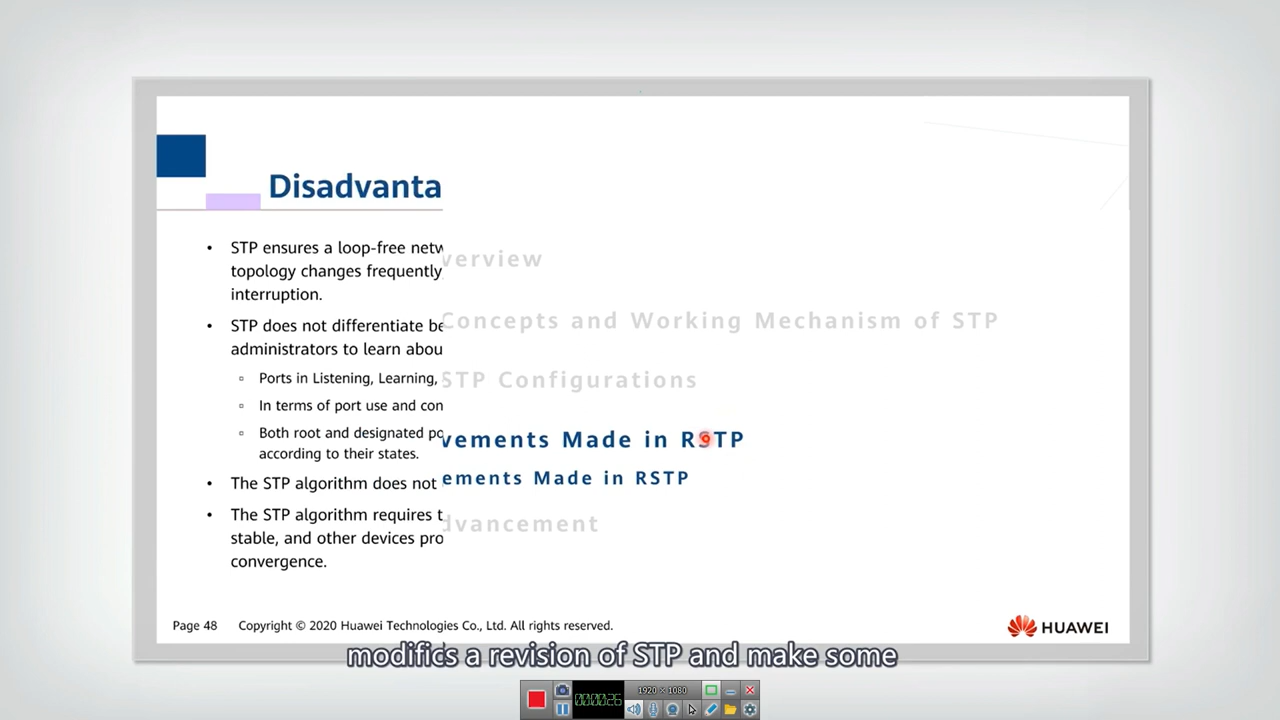 Disadvanta
• STP ensures a loop-free netw
topology changes frequently,
interruption.
• STP does not differentiate be
administrators to learn abou
▫ Ports in Listening, Learning,
▫ In terms of port use and con
▫ Both root and designated po
according to their states.
• The STP algorithm does not
• The STP algorithm requires t
stable, and other devices pro
convergence.
verview
Concepts and Working Mechanism of STP
STP Configurations
vements Made in RSTP
ements Made in RSTP
dvancement
Page 48 Copyright © 2020 Huawei Technologies Co., Ltd. All rights reserved.
HUAWEI
modifics a revision of STP and make some
1920 × 1080
00:00:26